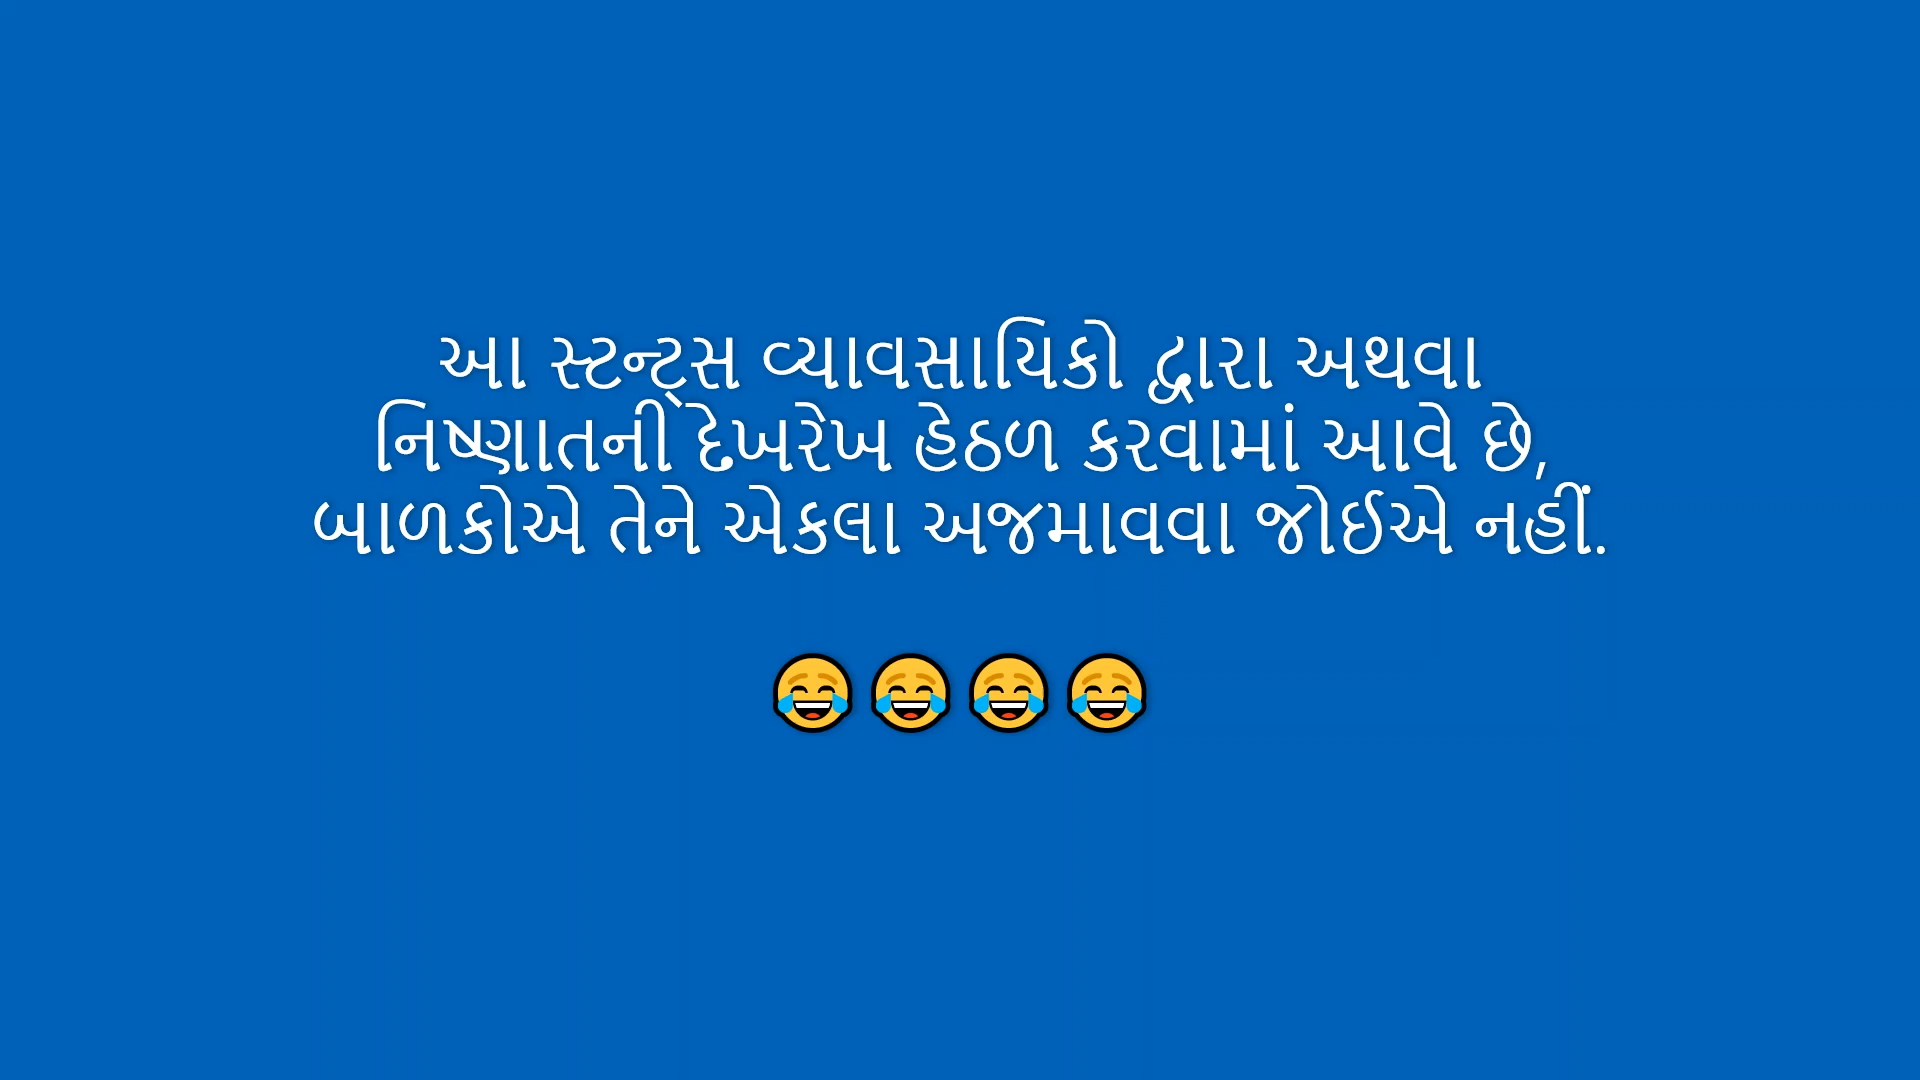 આ સ્ટન્ટ્સ વ્યાવસાયિકો દ્વારા અથવા
નિષ્ણાતની દેખરેખ હેઠળ કરવામાં આવે છે,
બાળકોએ તેને એકલા અજમાવવા જોઈએ નહીં.
😂😂😂😂